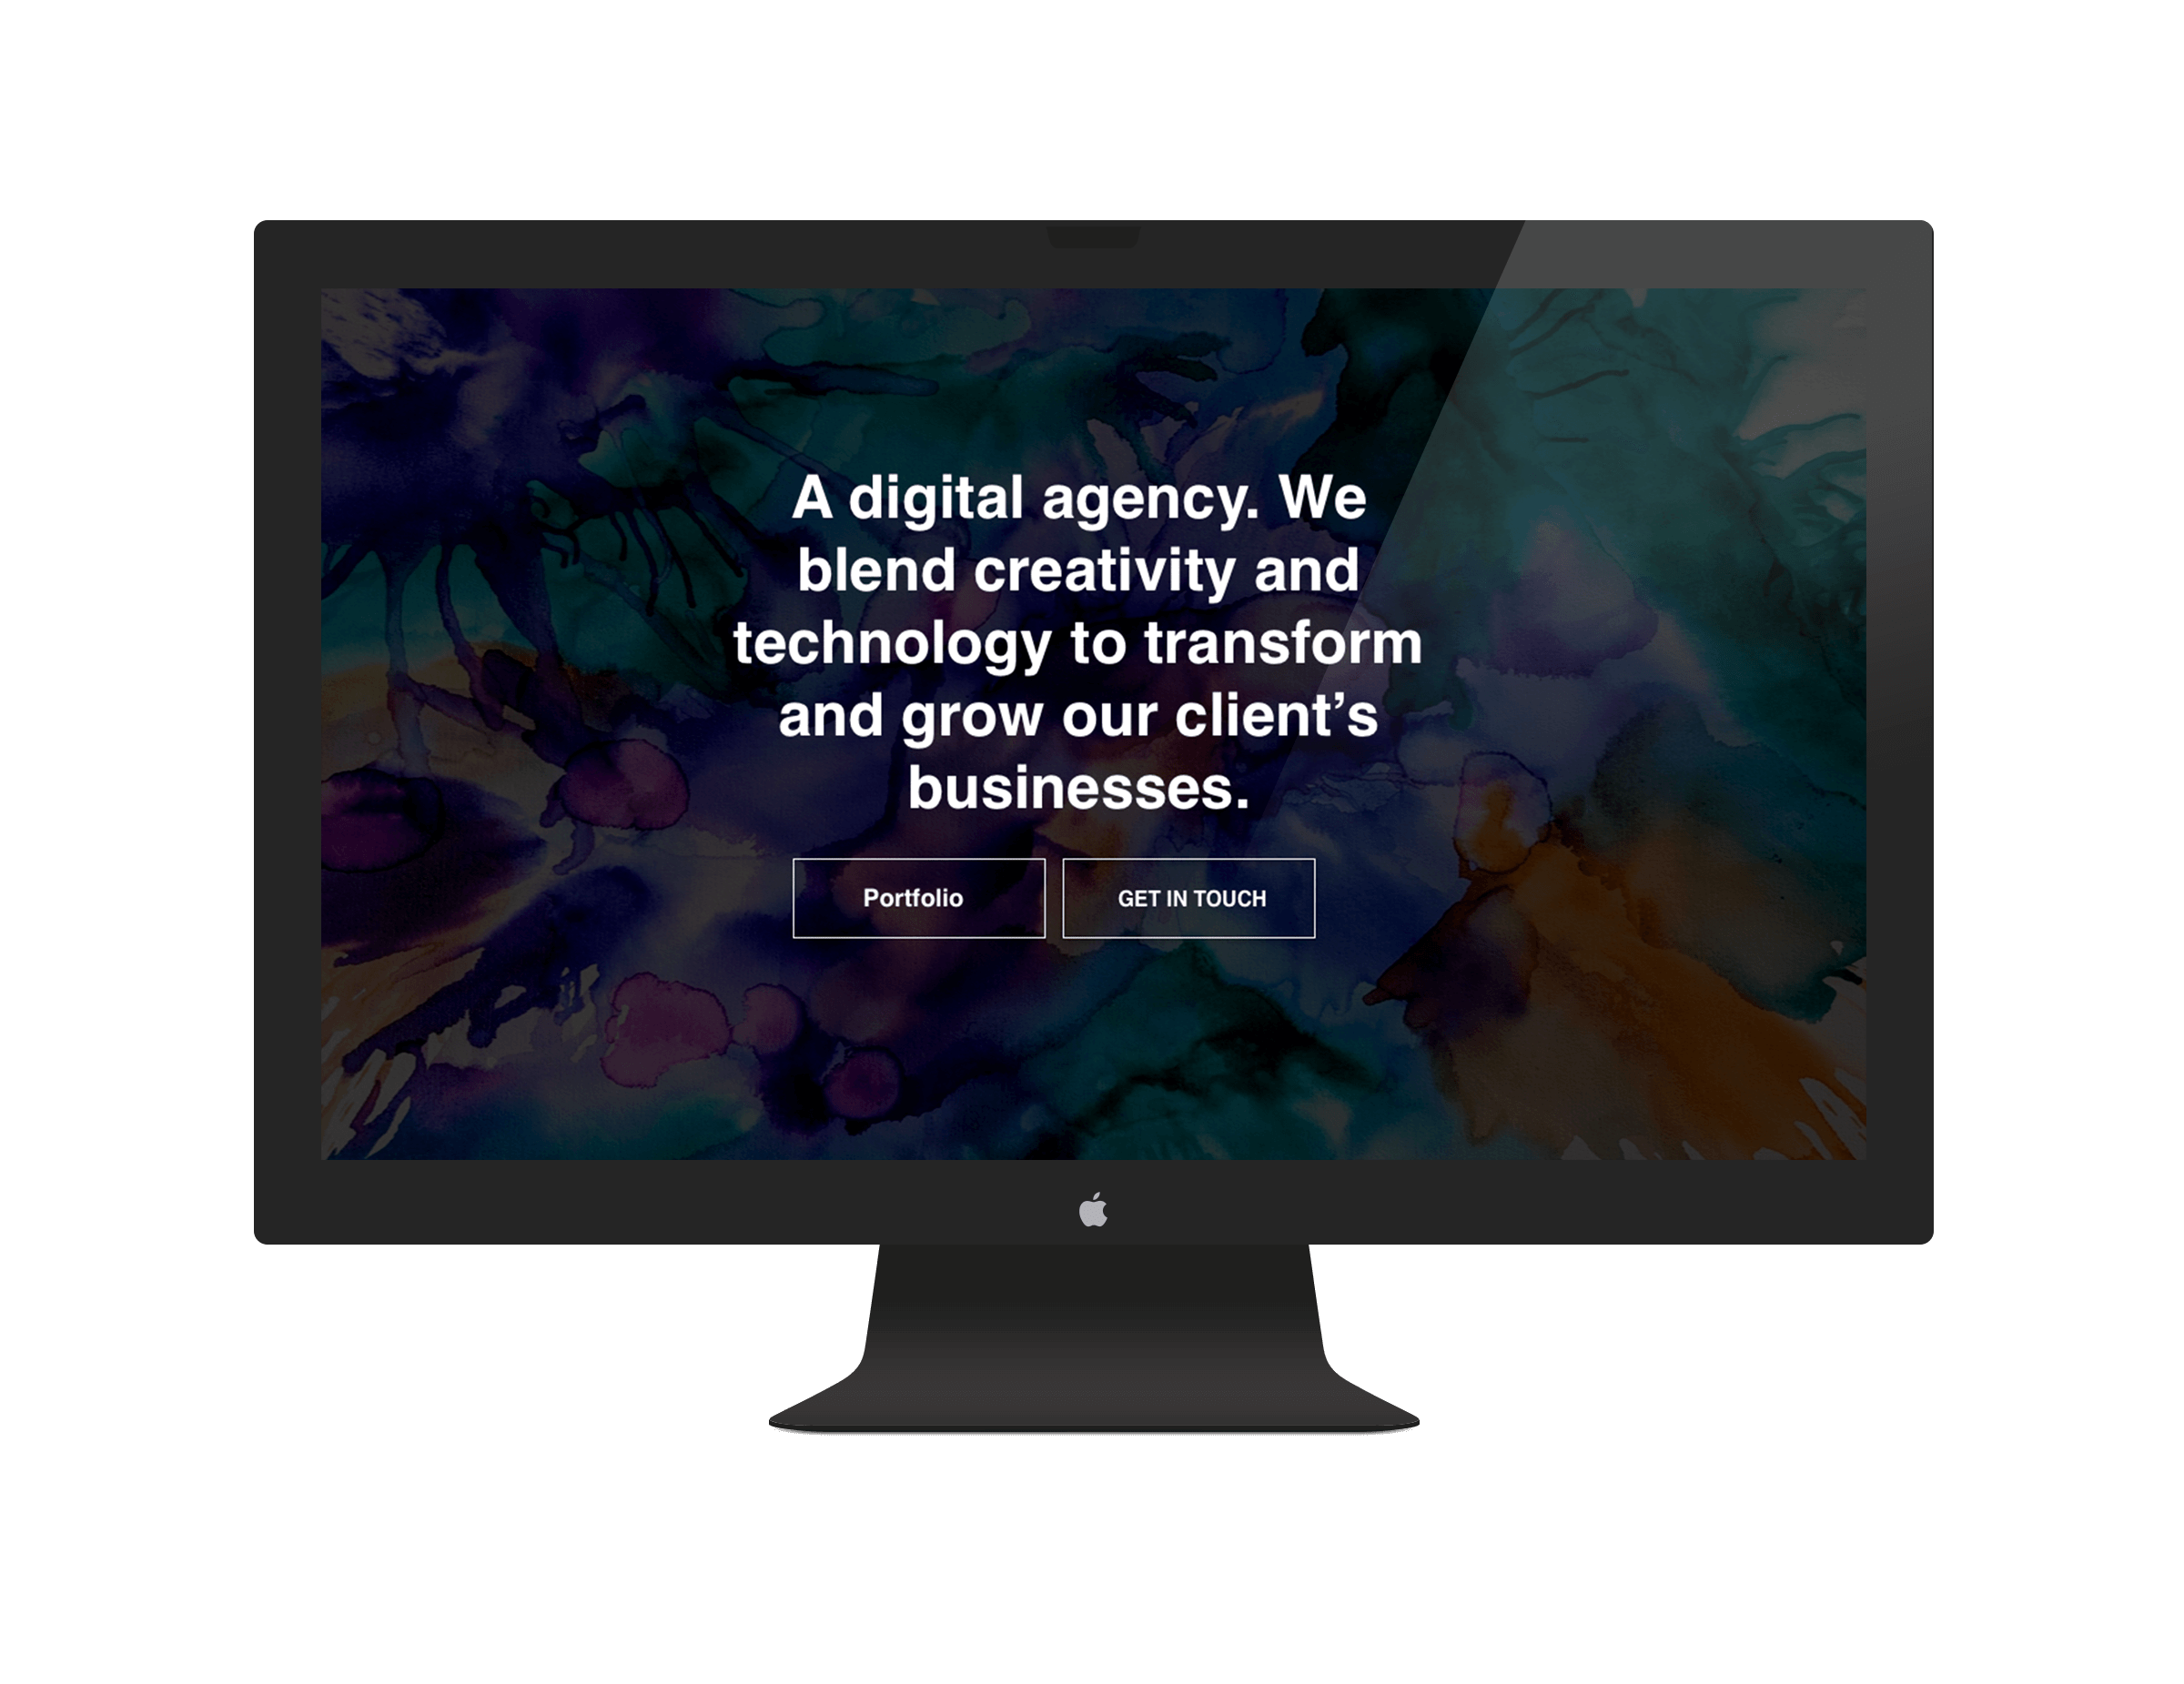 A digital agency. We
blend creativity and
technology to transform
and grow our client’s
businesses.
Portfolio
GET IN TOUCH